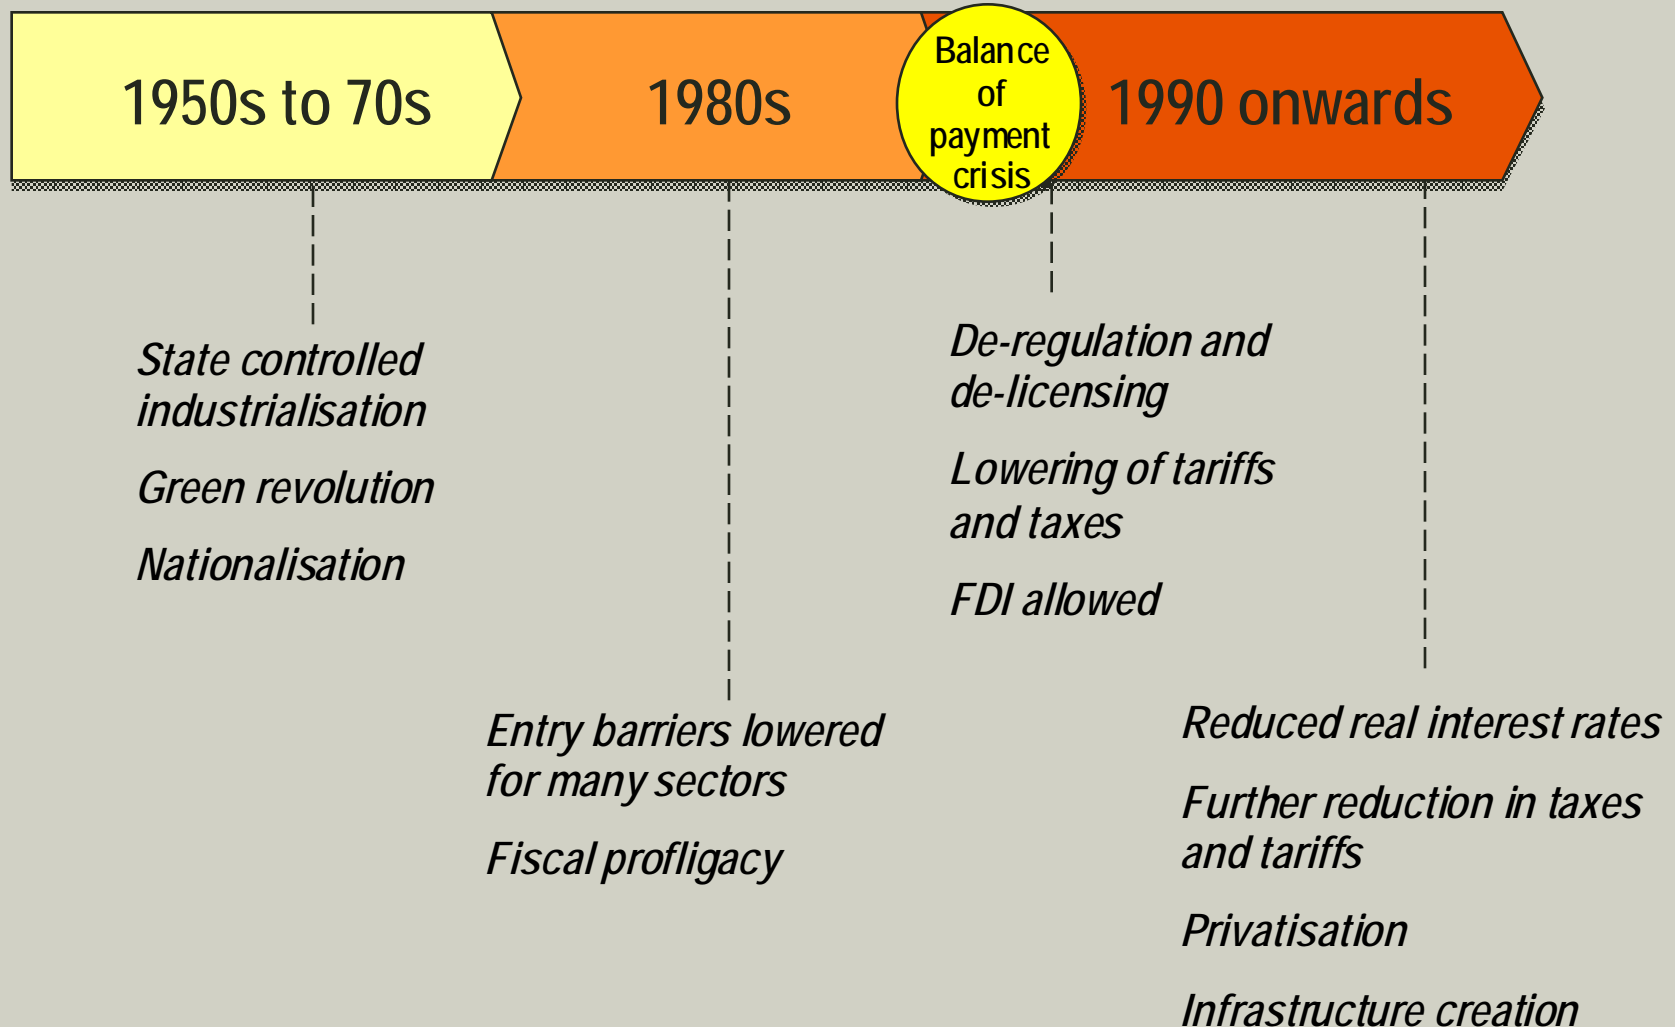 1950s to 70s
1980s
Balance
of
payment
crisis
1990 onwards
State controlled
industrialisation
Green revolution
Nationalisation
Entry barriers lowered
for many sectors
Fiscal profligacy
De-regulation and
de-licensing
Lowering of tariffs
and taxes
FDI allowed
Reduced real interest rates
Further reduction in taxes
and tariffs
Privatisation
Infrastructure creation